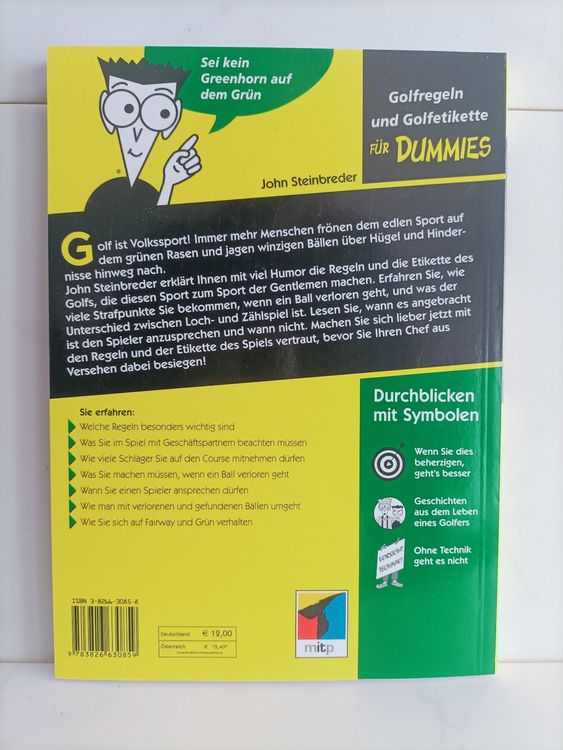 Sei kein
Greenhorn auf
dem Grün
Golfregeln
und Golfetikette
FÜR DUMMIES
John Steinbreder
Golf ist Volkssport! Immer mehr Menschen frönen dem edlen Sport auf
dem grünen Rasen und jagen winzigen Bällen über Hügel und Hinder-
nisse hinweg nach.
John Steinbreder erklärt Ihnen mit viel Humor die Regeln und die Etikette des
Golfs, die diesen Sport zum Sport der Gentlemen machen. Erfahren Sie, wie
viele Strafpunkte Sie bekommen, wenn ein Ball verloren geht, und was der
Unterschied zwischen Loch- und Zählspiel ist. Lesen Sie, wann es angebracht
ist den Spieler anzusprechen und wann nicht. Machen Sie sich lieber jetzt mit
den Regeln und der Etikette des Spiels vertraut, bevor Sie Ihren Chef aus
Versehen dabei besiegen!
Sie erfahren:
Welche Regeln besonders wichtig sind
Was Sie im Spiel mit Geschäftspartnern beachten müssen
Wie viele Schläger Sie auf den Course mitnehmen dürfen
Was Sie machen müssen, wenn ein Ball verloren geht
Wann Sie einen Spieler ansprechen dürfen
Wie man mit verlorenen und gefundenen Bällen umgeht
Wie Sie sich auf Fairway und Grün verhalten
Durchblicken
mit Symbolen
Wenn Sie dies
beherzigen,
geht's besser
Geschichten
aus dem Leben
eines Golfers
VORSICHT
TECHNIK!
Ohne Technik
geht es nicht
ISBN 3-8266-3085-8
9 783826 630859
Deutschland € 12,00
Österreich € 12,40*
mitp